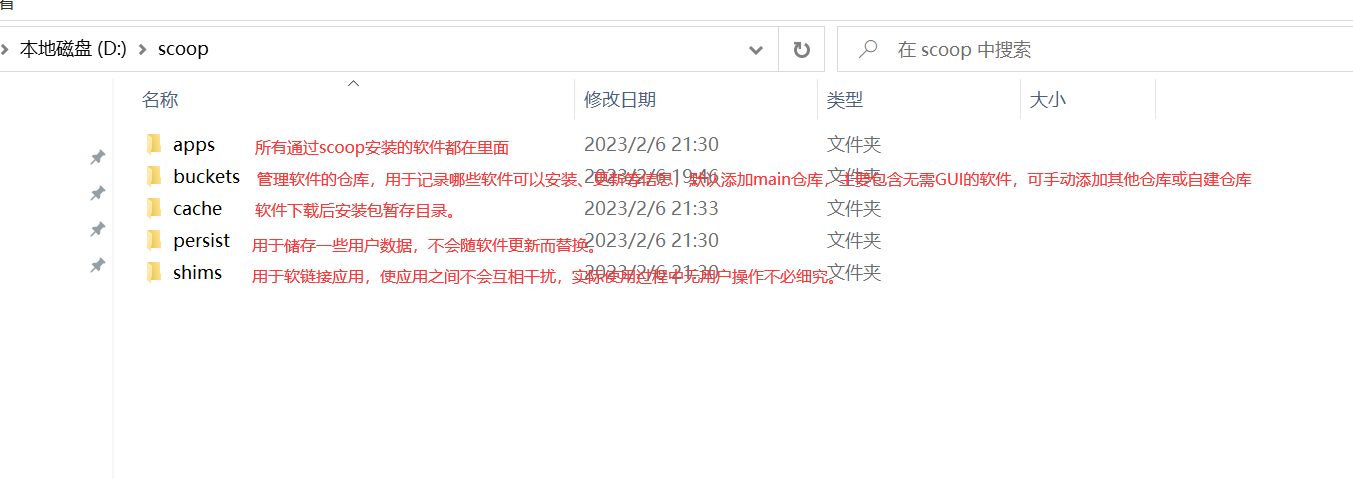 看
本地磁盘 (D:) scoop 在 scoop 中搜索
名称 修改日期 类型 大小
apps 所有通过scoop安装的软件都在里面 2023/2/6 21:30 文件夹
buckets 管理软件的仓库，用于记录哪些软件可以安装、更新等信息，默认添加main仓库，主要包含无需GUI的软件，可手动添加其他仓库或自建仓库 2023/2/6 19:46 文件夹
cache 软件下载后安装包暂存目录。 2023/2/6 21:33 文件夹
persist 用于储存一些用户数据，不会随软件更新而替换。 2023/2/6 21:30 文件夹
shims 用于软链接应用，使应用之间不会互相干扰，实际使用过程中无用户操作不必细究。 2023/2/6 21:30 文件夹